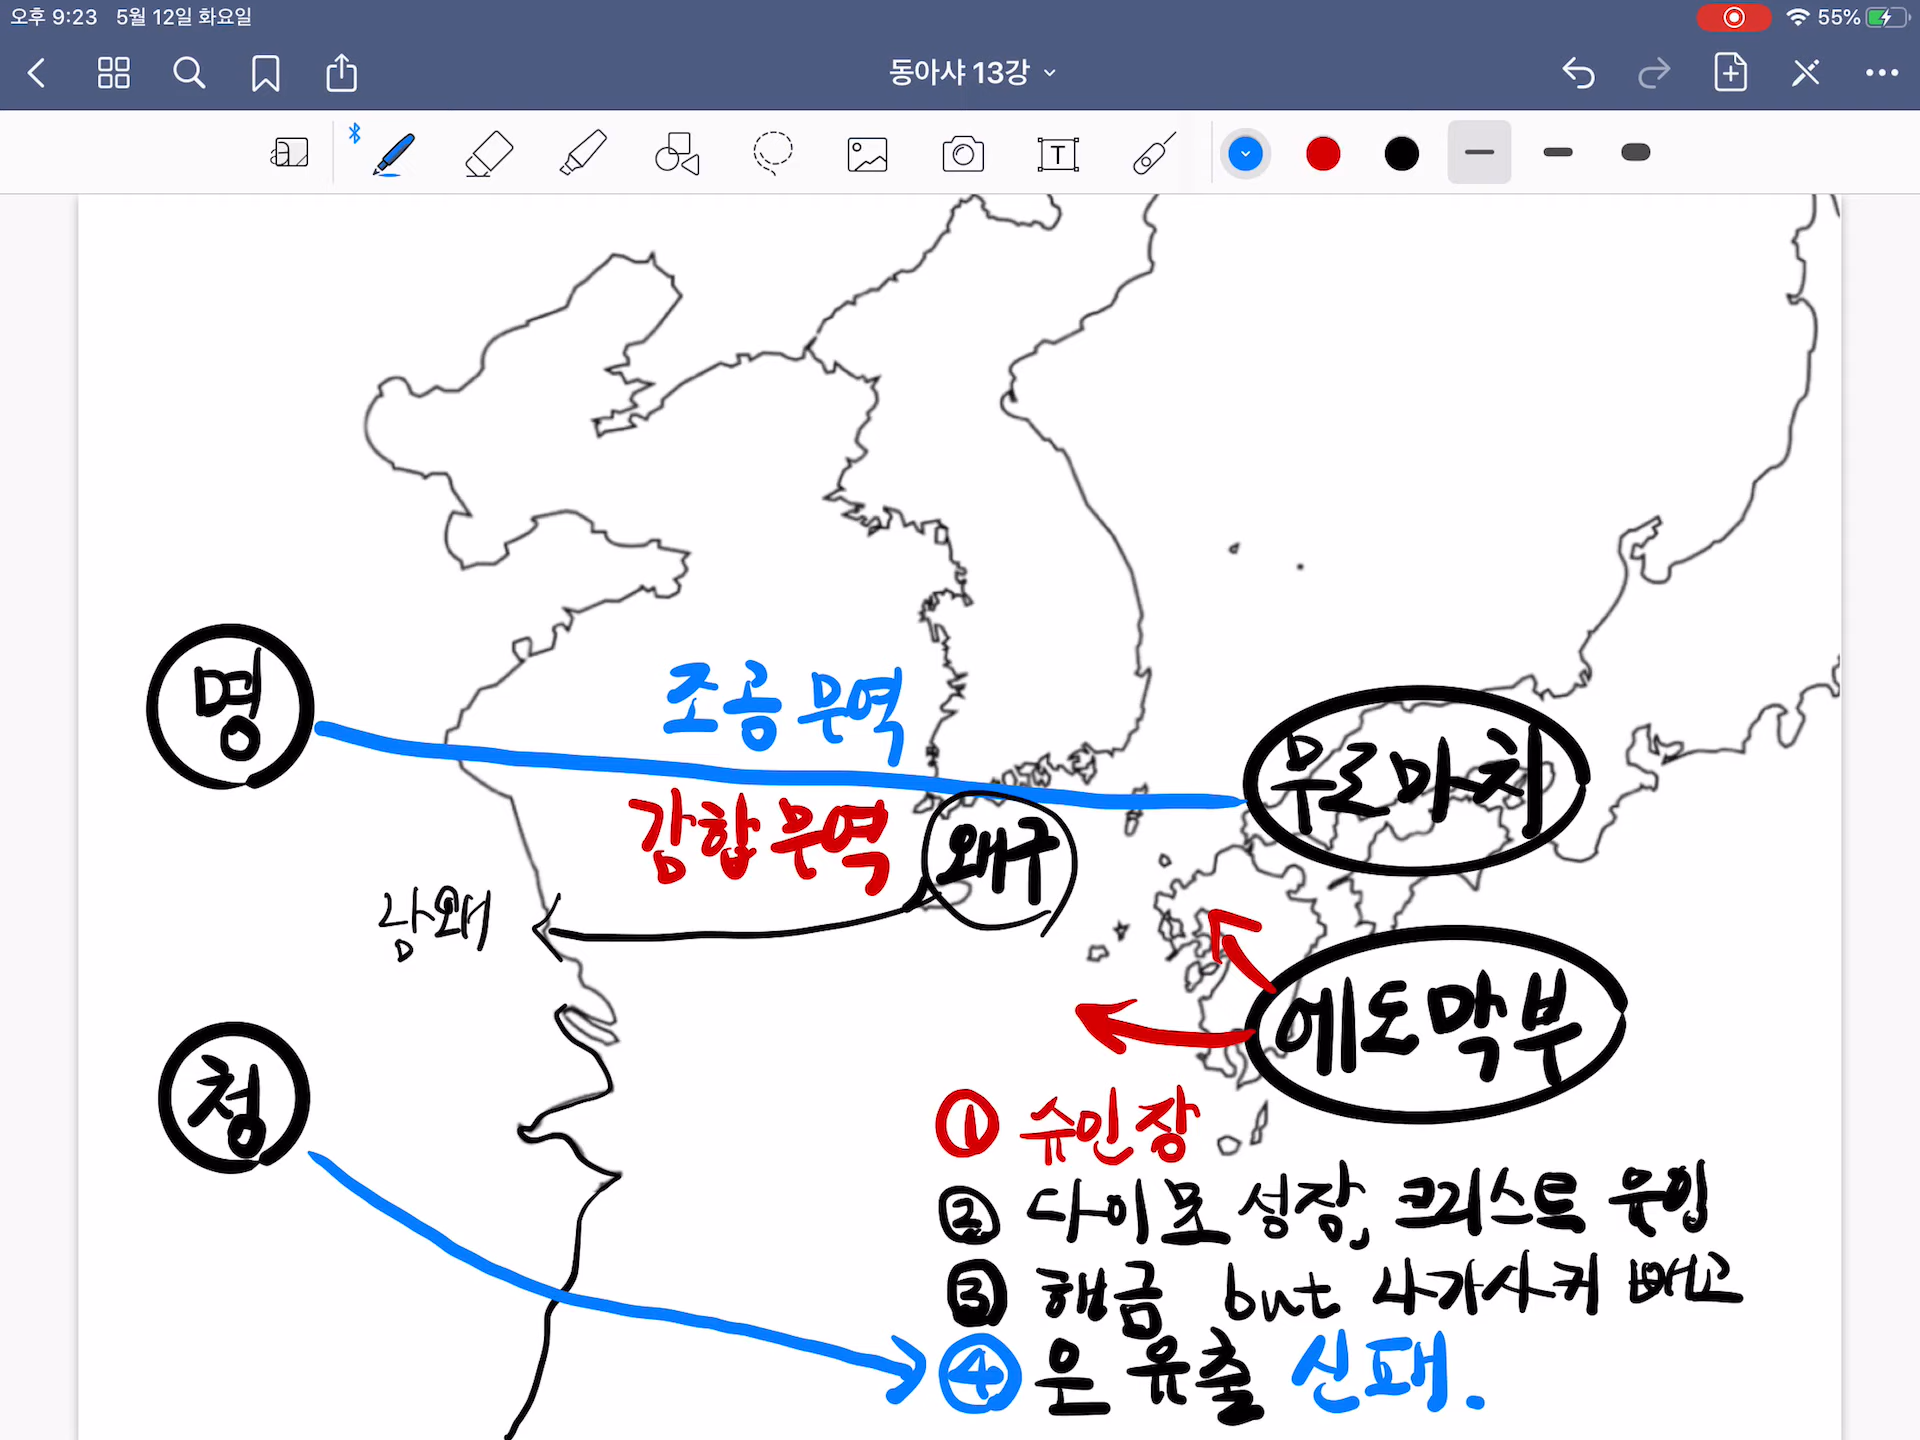 오후 9:23 5월 12일 화요일
55%
동아샤 13강
명
조공 무역
무로마치
감합 무역
왜구
남왜
에도 막부
청
① 슈인장
② 다이묘 성장, 크리스트 유입
③ 해금 but 나가사키 빼고
④ 은 유출 신패.